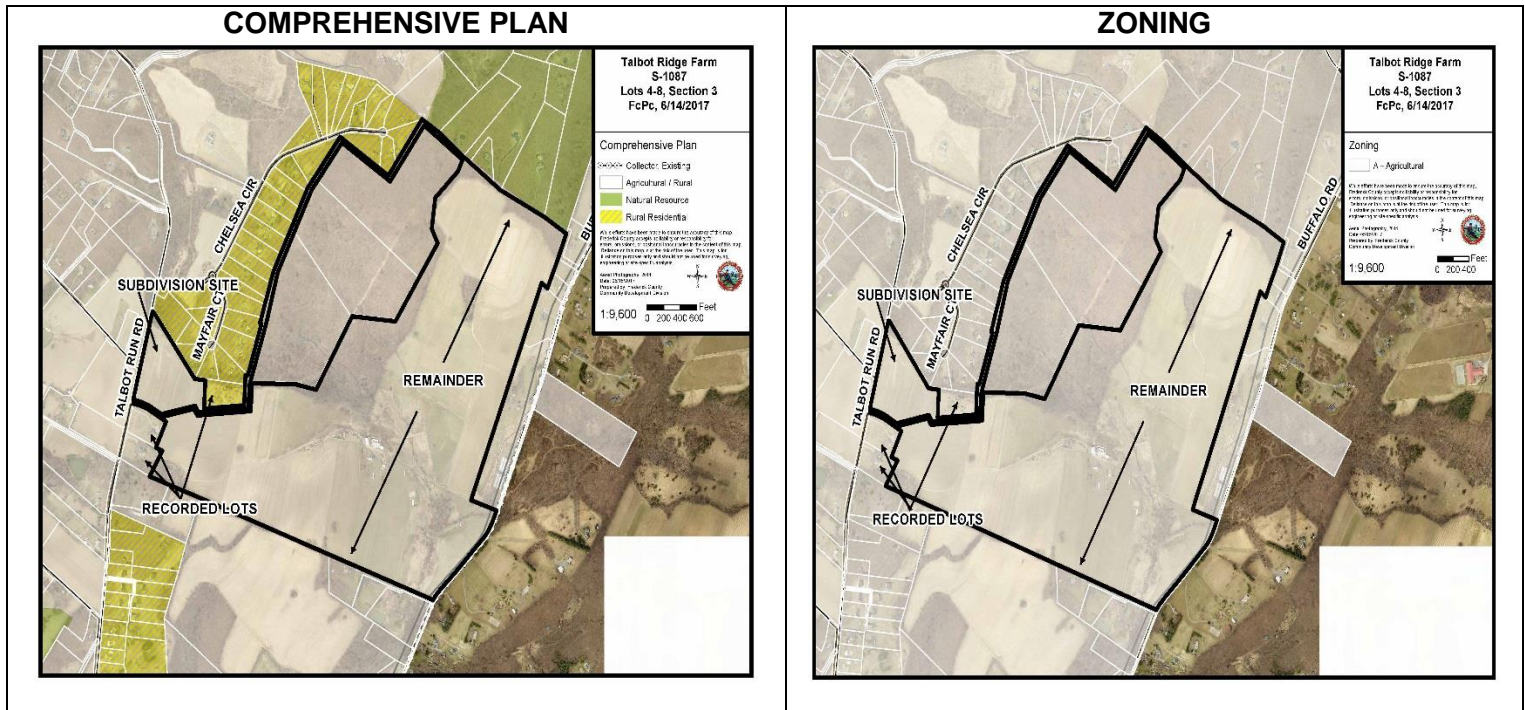 COMPREHENSIVE PLAN
Talbot Ridge Farm
S-1087
Lots 4-8, Section 3
FcPc, 6/14/2017
Comprehensive Plan
Collector, Existing
Agricultural / Rural
Natural Resource
Rural Residential
1:9,600
Feet
0 200 400 600
CHELSEA CIR
SUBDIVISION SITE
MAYFAIR CT
TALBOT RUN RD
REMAINDER
RECORDED LOTS
ZONING
Talbot Ridge Farm
S-1087
Lots 4-8, Section 3
FcPc, 6/14/2017
Zoning
A - Agricultural
1:9,600
Feet
0 200 400
BUFFALO RD
CHELSEA CIR
SUBDIVISION SITE
MAYFAIR CT
TALBOT RUN RD
REMAINDER
RECORDED LOTS